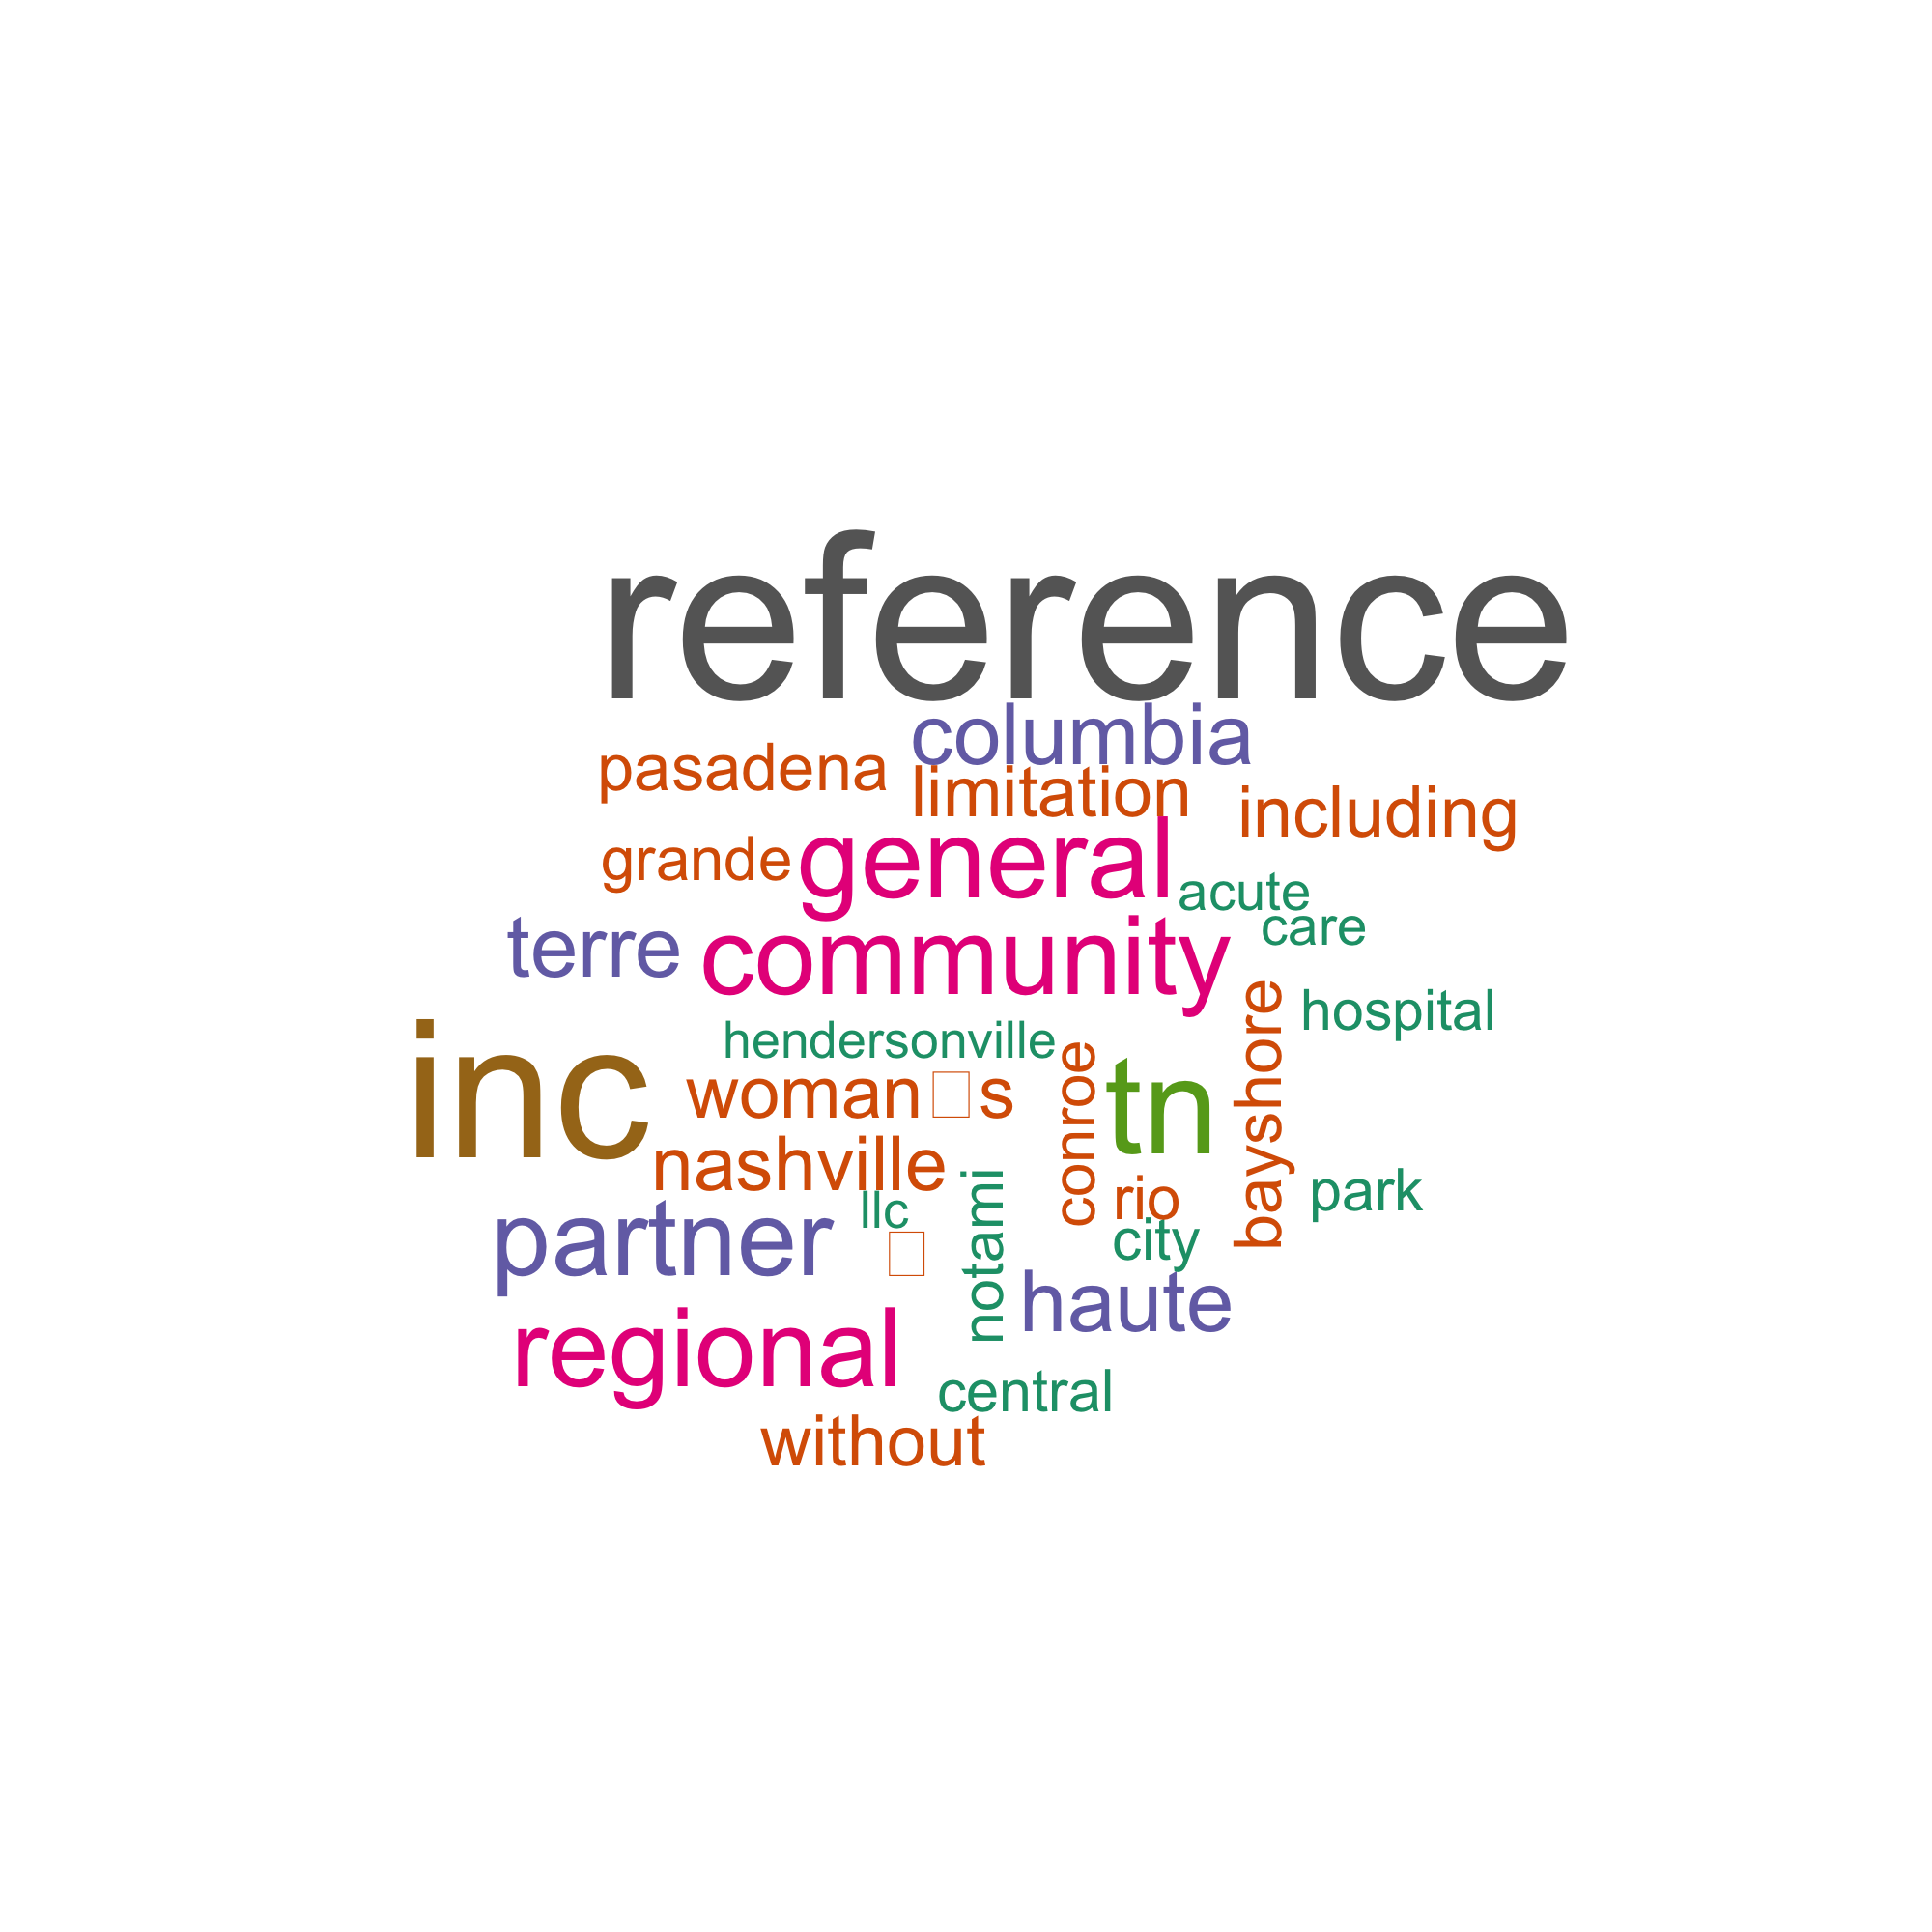 reference
columbia
pasadena
limitation
including
grande
general
acute
care
terre
community
hospital
hendersonville
inc
woman□s
conroe
tn
bayshore
nashville
notami
rio
park
llc
partner
□
city
haute
regional
central
without